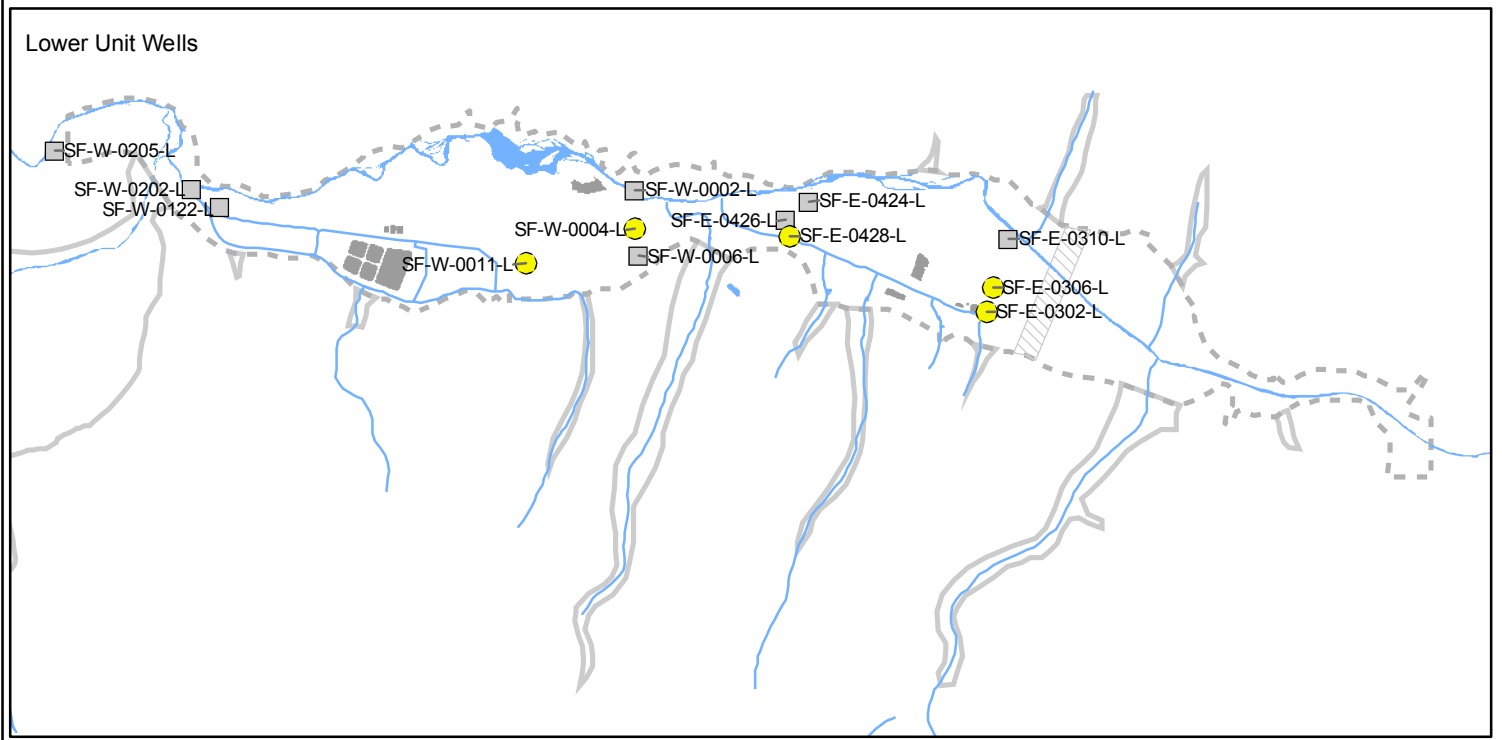 Lower Unit Wells
SF-W-0205-L
SF-W-0202-L
SF-W-0122-L
SF-W-0002-L
SF-E-0424-L
SF-E-0426-L
SF-W-0004-L
SF-E-0428-L
SF-E-0310-L
SF-W-0006-L
SF-W-0011-L
SF-E-0306-L
SF-E-0302-L